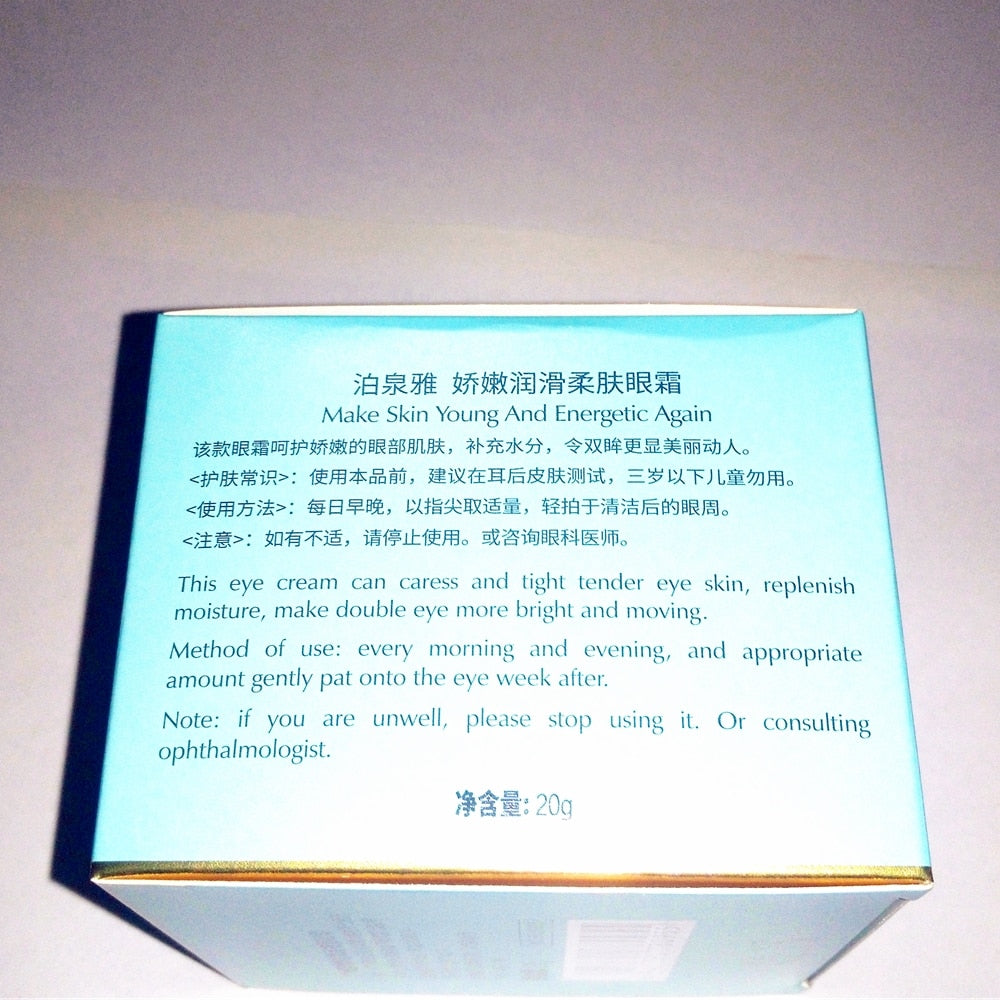 泊泉雅 娇嫩润滑柔肤眼霜
Make Skin Young And Energetic Again
该款眼霜呵护娇嫩的眼部肌肤，补充水分，令双眸更显美丽动人。
<护肤常识>：使用本品前，建议在耳后皮肤测试，三岁以下儿童勿用。
<使用方法>：每日早晚，以指尖取适量，轻拍于清洁后的眼周。
<注意>：如有不适，请停止使用。或咨询眼科医师。
This eye cream can caress and tight tender eye skin, replenish
moisture, make double eye more bright and moving.
Method of use: every morning and evening, and appropriate
amount gently pat onto the eye week after.
Note: if you are unwell, please stop using it. Or consulting
ophthalmologist.
净含量: 20g